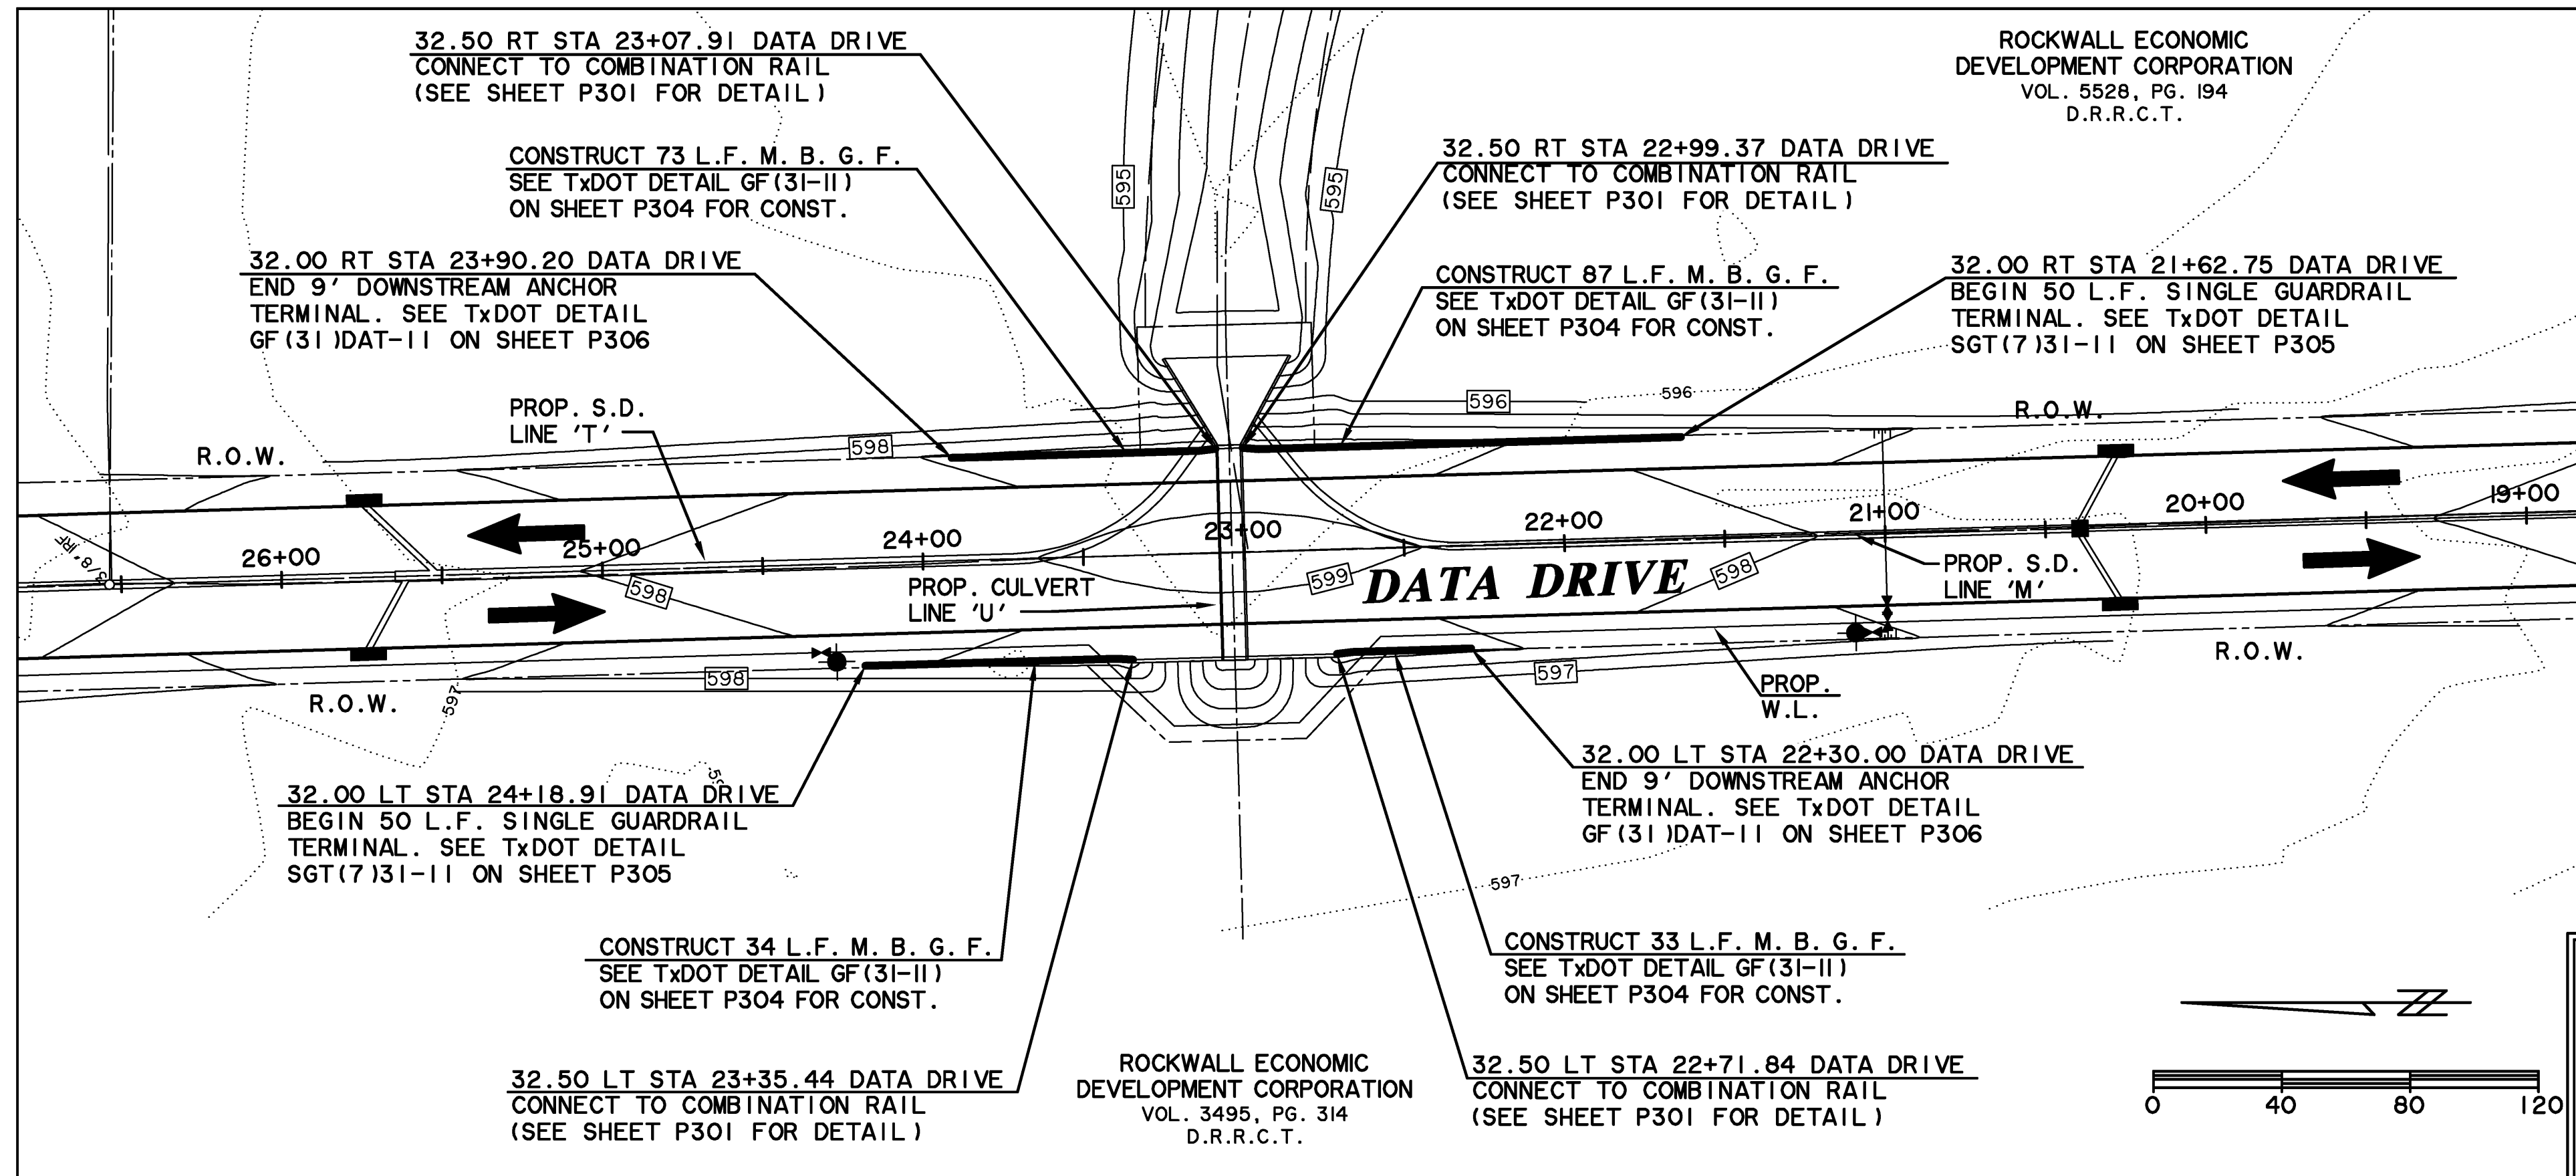 32.50 RT STA 23+07.91 DATA DRIVE
CONNECT TO COMBINATION RAIL
(SEE SHEET P301 FOR DETAIL)
ROCKWALL ECONOMIC
DEVELOPMENT CORPORATION
VOL. 5528, PG. 194
D.R.R.C.T.
CONSTRUCT 73 L.F. M. B. G. F.
SEE TxDOT DETAIL GF(31-11)
ON SHEET P304 FOR CONST.
595
595
32.50 RT STA 22+99.37 DATA DRIVE
CONNECT TO COMBINATION RAIL
(SEE SHEET P301 FOR DETAIL)
32.00 RT STA 23+90.20 DATA DRIVE
END 9' DOWNSTREAM ANCHOR
TERMINAL. SEE TxDOT DETAIL
GF(31)DAT-11 ON SHEET P306
CONSTRUCT 87 L.F. M. B. G. F.
SEE TxDOT DETAIL GF(31-11)
ON SHEET P304 FOR CONST.
32.00 RT STA 21+62.75 DATA DRIVE
BEGIN 50 L.F. SINGLE GUARDRAIL
TERMINAL. SEE TxDOT DETAIL
SGT(7)31-11 ON SHEET P305
PROP. S.D.
LINE 'T'
596
596
R.O.W.
R.O.W.
598
3/8" IRF
26+00
25+00
24+00
23+00
22+00
21+00
20+00
19+00
598
PROP. CULVERT
LINE 'U'
599
DATA DRIVE
598
PROP. S.D.
LINE 'M'
R.O.W.
R.O.W.
597
598
597
PROP.
W.L.
32.00 LT STA 24+18.91 DATA DRIVE
BEGIN 50 L.F. SINGLE GUARDRAIL
TERMINAL. SEE TxDOT DETAIL
SGT(7)31-11 ON SHEET P305
32.00 LT STA 22+30.00 DATA DRIVE
END 9' DOWNSTREAM ANCHOR
TERMINAL. SEE TxDOT DETAIL
GF(31)DAT-11 ON SHEET P306
597
CONSTRUCT 34 L.F. M. B. G. F.
SEE TxDOT DETAIL GF(31-11)
ON SHEET P304 FOR CONST.
CONSTRUCT 33 L.F. M. B. G. F.
SEE TxDOT DETAIL GF(31-11)
ON SHEET P304 FOR CONST.
Z
32.50 LT STA 23+35.44 DATA DRIVE
CONNECT TO COMBINATION RAIL
(SEE SHEET P301 FOR DETAIL)
ROCKWALL ECONOMIC
DEVELOPMENT CORPORATION
VOL. 3495, PG. 314
D.R.R.C.T.
32.50 LT STA 22+71.84 DATA DRIVE
CONNECT TO COMBINATION RAIL
(SEE SHEET P301 FOR DETAIL)
0 40 80 120